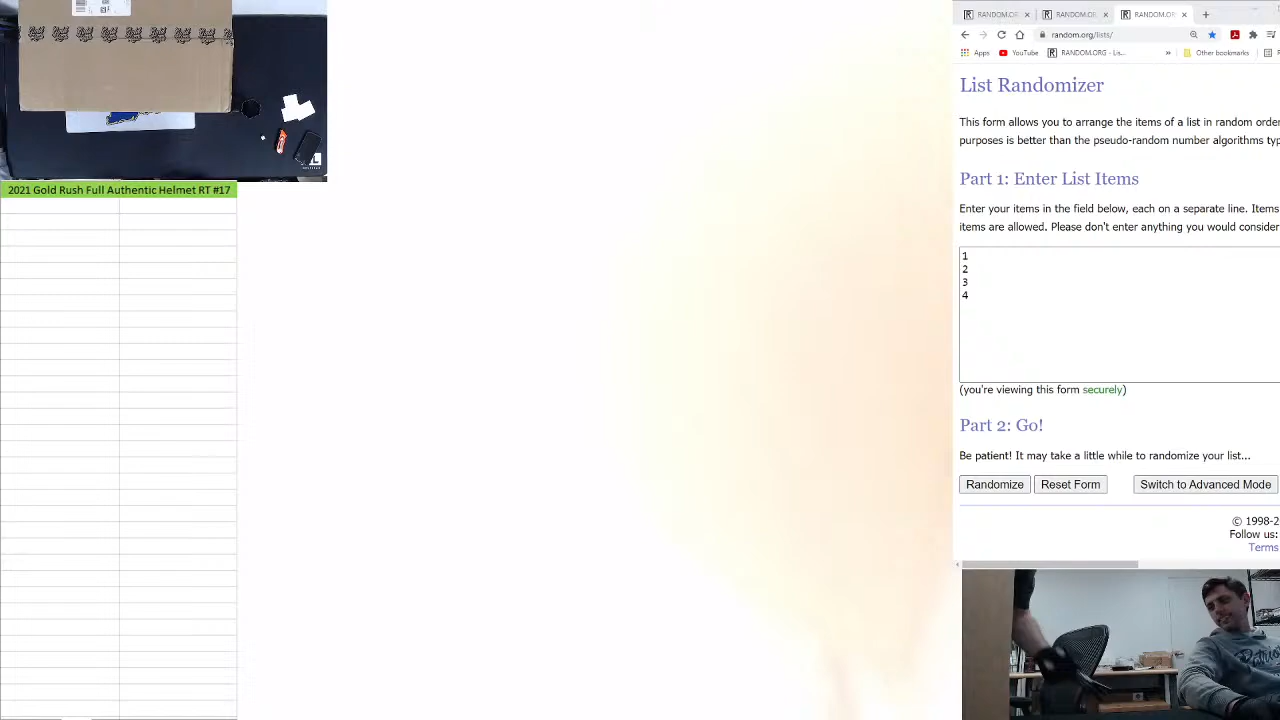 2021 Gold Rush Full Authentic Helmet RT #17
RANDOM.OR
RANDOM.OR
RANDOM.OR
random.org/lists/
Apps
YouTube
RANDOM.ORG - Lis...
»
Other bookmarks
List Randomizer
This form allows you to arrange the items of a list in random order
purposes is better than the pseudo-random number algorithms typ
Part 1: Enter List Items
Enter your items in the field below, each on a separate line. Items
items are allowed. Please don't enter anything you would consider
1
2
3
4
(you're viewing this form securely)
Part 2: Go!
Be patient! It may take a little while to randomize your list...
Randomize
Reset Form
Switch to Advanced Mode
© 1998-2
Follow us:
Terms